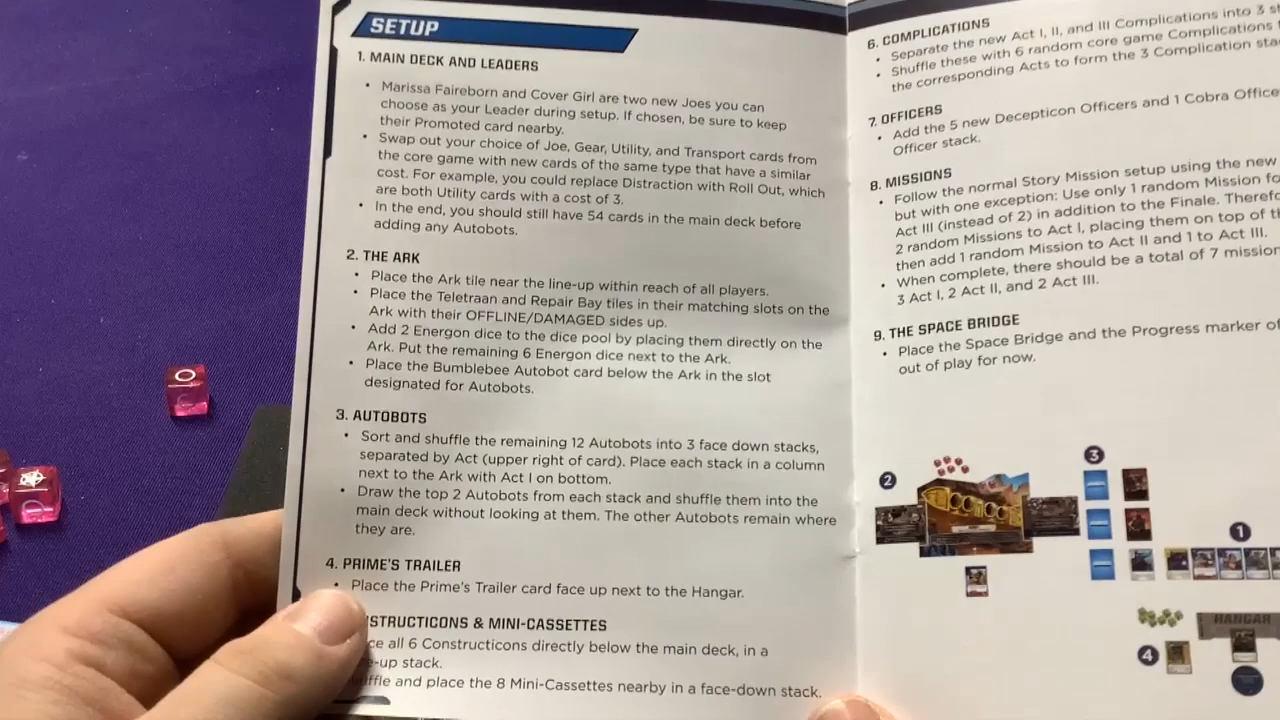 SETUP
1. MAIN DECK AND LEADERS
• Marissa Faireborn and Cover Girl are two new Joes you can
choose as your Leader during setup. If chosen, be sure to keep
their Promoted card nearby.
• Swap out your choice of Joe, Gear, Utility, and Transport cards from
the core game with new cards of the same type that have a similar
cost. For example, you could replace Distraction with Roll Out, which
are both Utility cards with a cost of 3.
• In the end, you should still have 54 cards in the main deck before
adding any Autobots.
2. THE ARK
• Place the Ark tile near the line-up within reach of all players.
• Place the Teletraan and Repair Bay tiles in their matching slots on the
Ark with their OFFLINE/DAMAGED sides up.
• Add 2 Energon dice to the dice pool by placing them directly on the
Ark. Put the remaining 6 Energon dice next to the Ark.
• Place the Bumblebee Autobot card below the Ark in the slot
designated for Autobots.
3. AUTOBOTS
• Sort and shuffle the remaining 12 Autobots into 3 face down stacks,
separated by Act (upper right of card). Place each stack in a column
next to the Ark with Act I on bottom.
• Draw the top 2 Autobots from each stack and shuffle them into the
main deck without looking at them. The other Autobots remain where
they are.
4. PRIME'S TRAILER
• Place the Prime's Trailer card face up next to the Hangar.
NSTRUCTICONS & MINI-CASSETTES
ce all 6 Constructicons directly below the main deck, in a
e-up stack.
ffle and place the 8 Mini-Cassettes nearby in a face-down stack.
6. COMPLICATIONS
• Separate the new Act I, II, and III Complications into 3
• Shuffle these with 6 random core game Complications
the corresponding Acts to form the 3 Complication
7. OFFICERS
• Add the 5 new Decepticon Officers and 1 Cobra
Officer stack.
8. MISSIONS
• Follow the normal Story Mission setup using the new
but with one exception: Use only 1 random Mission
Act III (instead of 2) in addition to the Finale.
2 random Missions to Act I, placing them on top of
then add 1 random Mission to Act II and 1 to Act III.
• When complete, there should be a total of 7
3 Act I, 2 Act II, and 2 Act III.
9. THE SPACE BRIDGE
• Place the Space Bridge and the Progress marker
out of play for now.
2
3
1
HANGAR
4